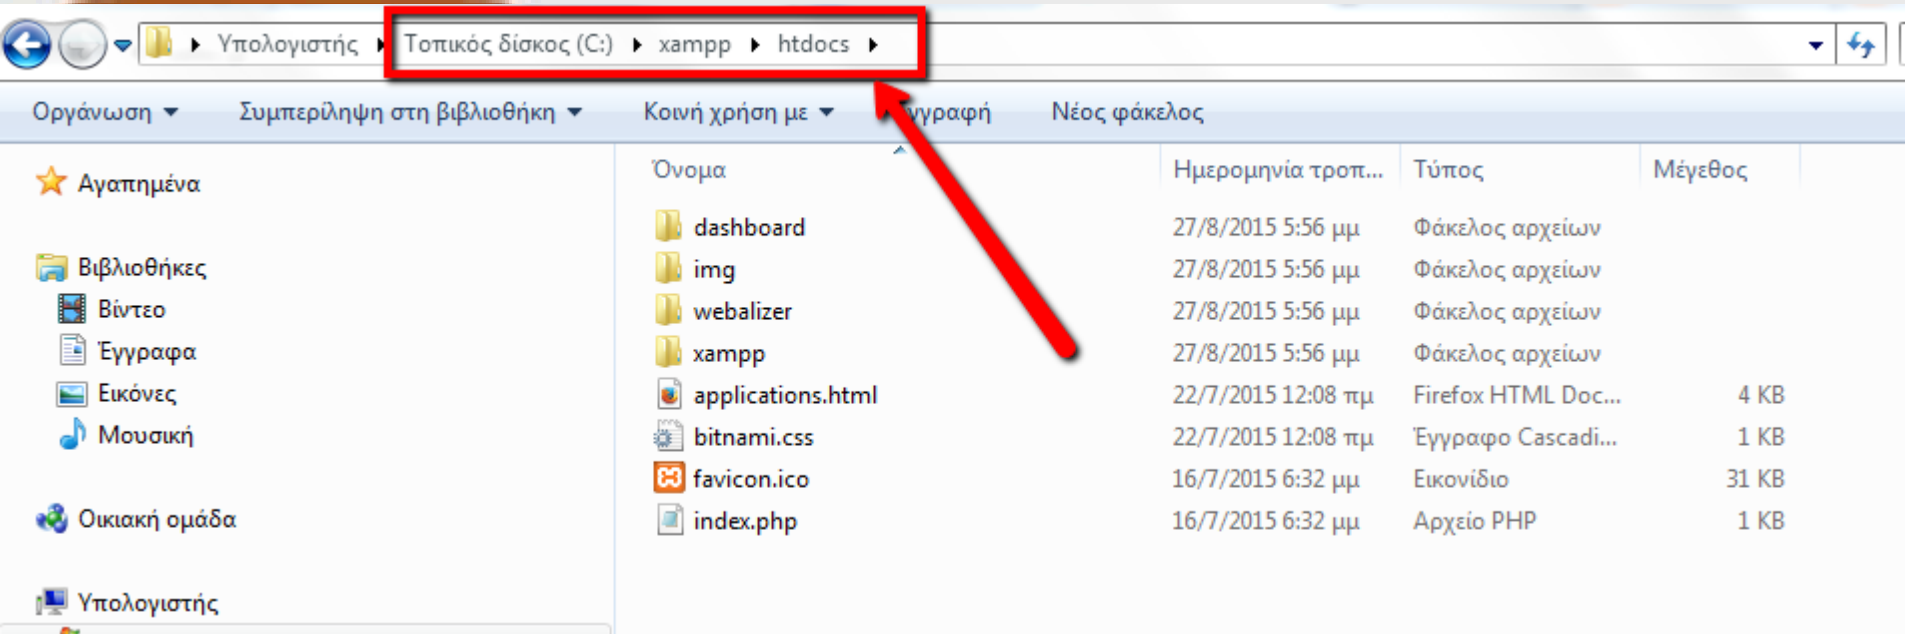 Υπολογιστής Τοπικός δίσκος (C:) xampp htdocs
Οργάνωση Συμπερίληψη στη βιβλιοθήκη Κοινή χρήση με Νέος φάκελος
Όνομα Ημερομηνία τροπ... Τύπος Μέγεθος
Αγαπημένα
dashboard 27/8/2015 5:56 μμ Φάκελος αρχείων
Βιβλιοθήκες
img 27/8/2015 5:56 μμ Φάκελος αρχείων
Βίντεο
webalizer 27/8/2015 5:56 μμ Φάκελος αρχείων
Έγγραφα
xampp 27/8/2015 5:56 μμ Φάκελος αρχείων
Εικόνες
applications.html 22/7/2015 12:08 πμ Firefox HTML Doc... 4 KB
Μουσική
bitnami.css 22/7/2015 12:08 πμ Έγγραφο Cascadi... 1 KB
favicon.ico 16/7/2015 6:32 μμ Εικονίδιο 31 KB
Οικιακή ομάδα
index.php 16/7/2015 6:32 μμ Αρχείο PHP 1 KB
Υπολογιστής